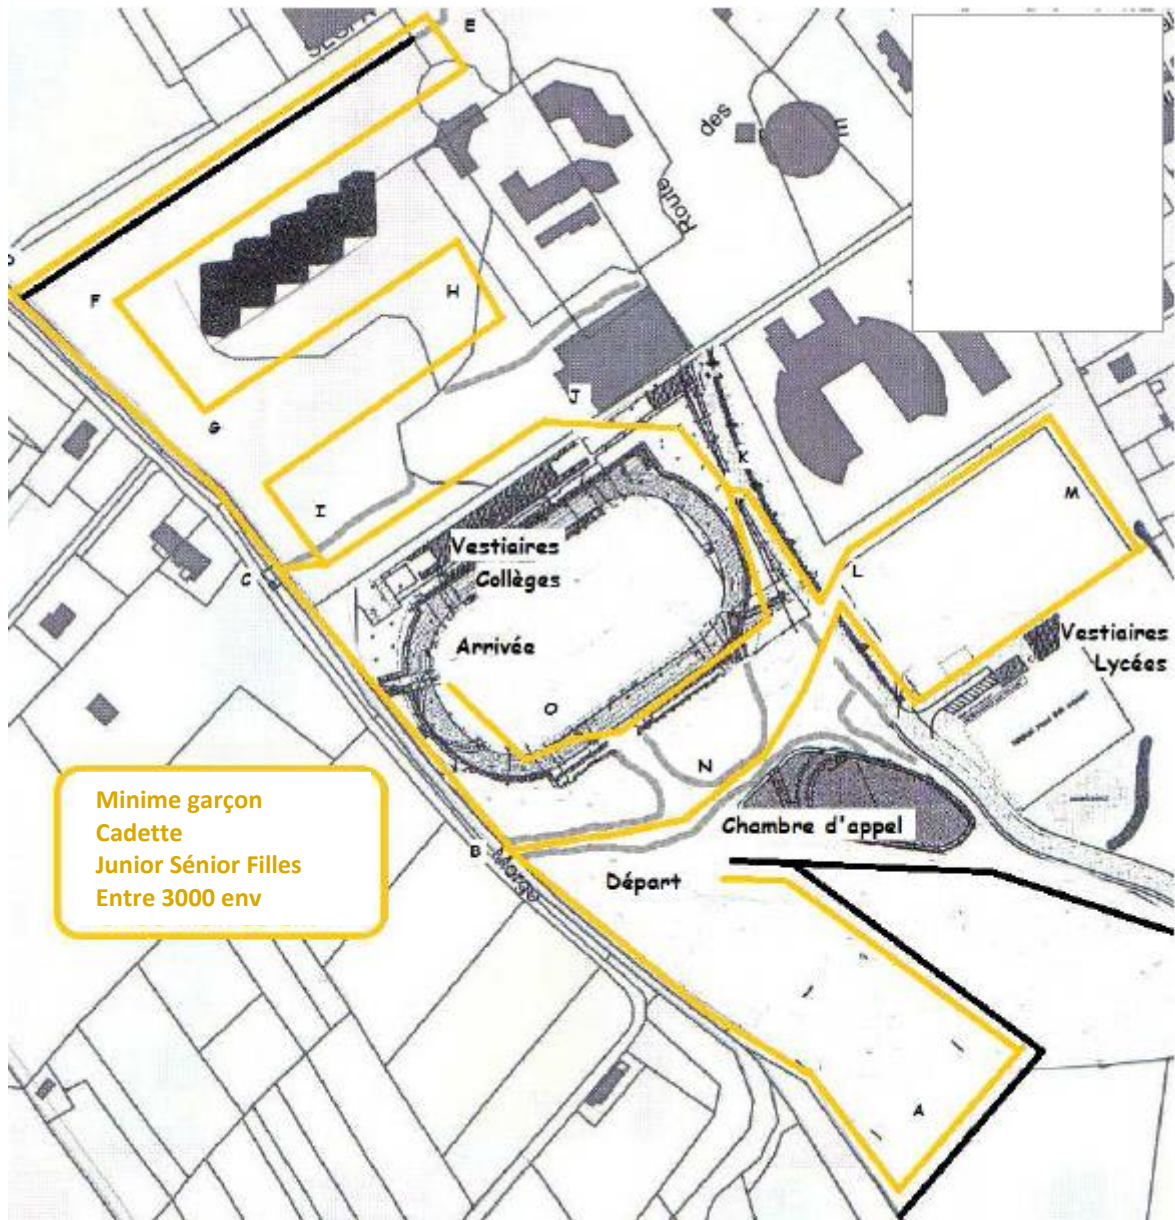 E
des
Route
F
H
G
J
K
I
M
Vestiaires
Collèges
C
L
Arrivée
Vestiaires
Lycées
O
N
Minime garçon
Cadette
Junior Sénior Filles
Entre 3000 env
Chambre d'appel
B
Départ
A